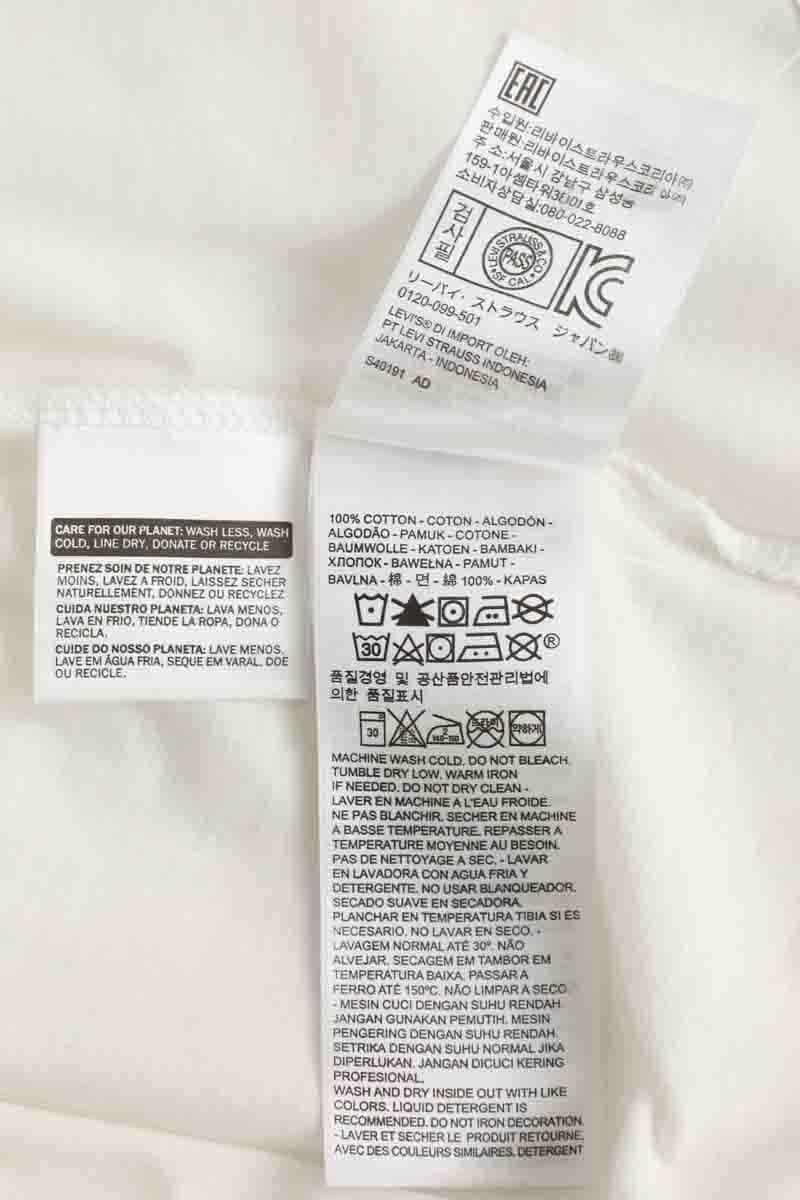 EAC
수입원:리바이스트라우스코리아㈜
판매원:리바이스트라우스코리아㈜
주 소:서울시 강남구 삼성동
159-1아셈타워3601호
소비자상담실:080-022-8088
검사필
LEVI STRAUSS & CO.
PASS
SF CAL
リーバイ・ストラウス ジャパン㈱
0120-099-501
LEVI'S® DI IMPORT OLEH:
PT LEVI STRAUSS INDONESIA
JAKARTA - INDONESIA
S40191 AD
CARE FOR OUR PLANET: WASH LESS, WASH
COLD, LINE DRY, DONATE OR RECYCLE
PRENEZ SOIN DE NOTRE PLANETE: LAVEZ
MOINS, LAVEZ A FROID, LAISSEZ SECHER
NATURELLEMENT, DONNEZ OU RECYCLEZ
CUIDA NUESTRO PLANETA: LAVA MENOS,
LAVA EN FRIO, TIENDE LA ROPA, DONA O
RECICLA.
CUIDE DO NOSSO PLANETA: LAVE MENOS,
LAVE EM ÁGUA FRIA, SEQUE EM VARAL, DOE
OU RECICLE.
100% COTTON - COTON - ALGODÓN -
ALGODÃO - PAMUK - COTONE -
BAUMWOLLE - KATOEN - BAMBAKI -
ХЛОПОК - BAWEŁNA - PAMUT -
BAVLNA - 棉 - 면 - 綿 100% - KAPAS
30 ®
품질경영 및 공산품안전관리법에
의한 품질표시
30 140-160 드라이 약하게
MACHINE WASH COLD. DO NOT BLEACH.
TUMBLE DRY LOW. WARM IRON
IF NEEDED. DO NOT DRY CLEAN -
LAVER EN MACHINE A L'EAU FROIDE.
NE PAS BLANCHIR. SECHER EN MACHINE
A BASSE TEMPERATURE. REPASSER A
TEMPERATURE MOYENNE AU BESOIN.
PAS DE NETTOYAGE A SEC. - LAVAR
EN LAVADORA CON AGUA FRIA Y
DETERGENTE. NO USAR BLANQUEADOR.
SECADO SUAVE EN SECADORA.
PLANCHAR EN TEMPERATURA TIBIA SI ES
NECESARIO. NO LAVAR EN SECO. -
LAVAGEM NORMAL ATÉ 30º. NÃO
ALVEJAR. SECAGEM EM TAMBOR EM
TEMPERATURA BAIXA. PASSAR A
FERRO ATÉ 150ºC. NÃO LIMPAR A SECO.
- MESIN CUCI DENGAN SUHU RENDAH.
JANGAN GUNAKAN PEMUTIH. MESIN
PENGERING DENGAN SUHU RENDAH.
SETRIKA DENGAN SUHU NORMAL JIKA
DIPERLUKAN. JANGAN DICUCI KERING
PROFESIONAL.
WASH AND DRY INSIDE OUT WITH LIKE
COLORS. LIQUID DETERGENT IS
RECOMMENDED. DO NOT IRON DECORATION.
- LAVER ET SECHER LE PRODUIT RETOURNE,
AVEC DES COULEURS SIMILAIRES. DETERGENT